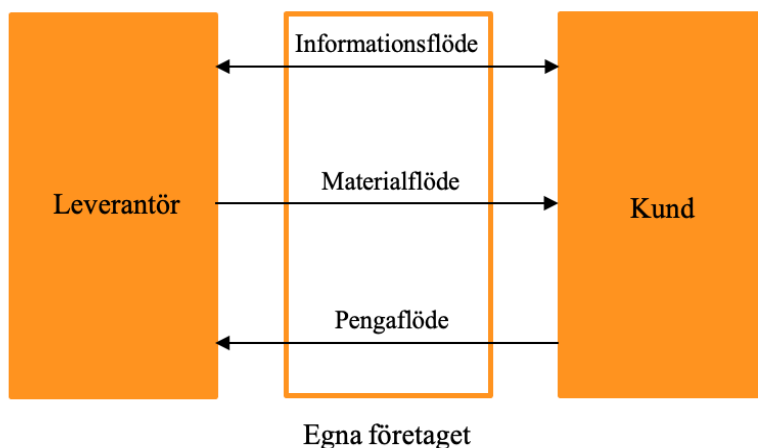 Informationsflöde
Leverantör
Materialflöde
Kund
Pengaflöde
Egna företaget